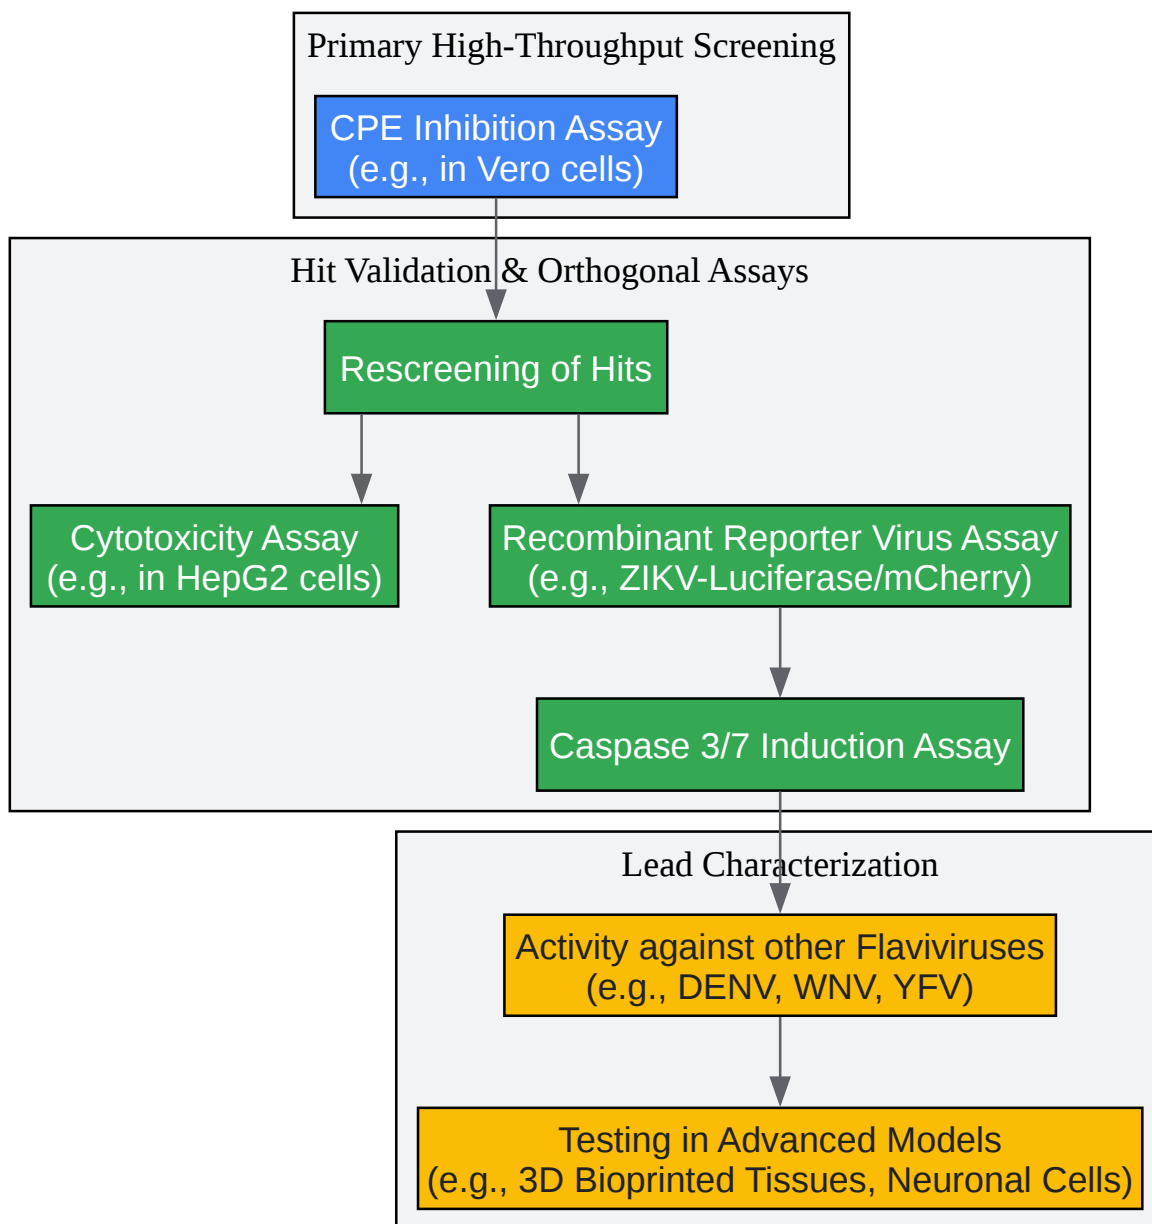 Primary High-Throughput Screening
CPE Inhibition Assay
(e.g., in Vero cells)
Hit Validation & Orthogonal Assays
Rescreening of Hits
Cytotoxicity Assay
(e.g., in HepG2 cells)
Recombinant Reporter Virus Assay
(e.g., ZIKV-Luciferase/mCherry)
Caspase 3/7 Induction Assay
Lead Characterization
Activity against other Flaviviruses
(e.g., DENV, WNV, YFV)
Testing in Advanced Models
(e.g., 3D Bioprinted Tissues, Neuronal Cells)